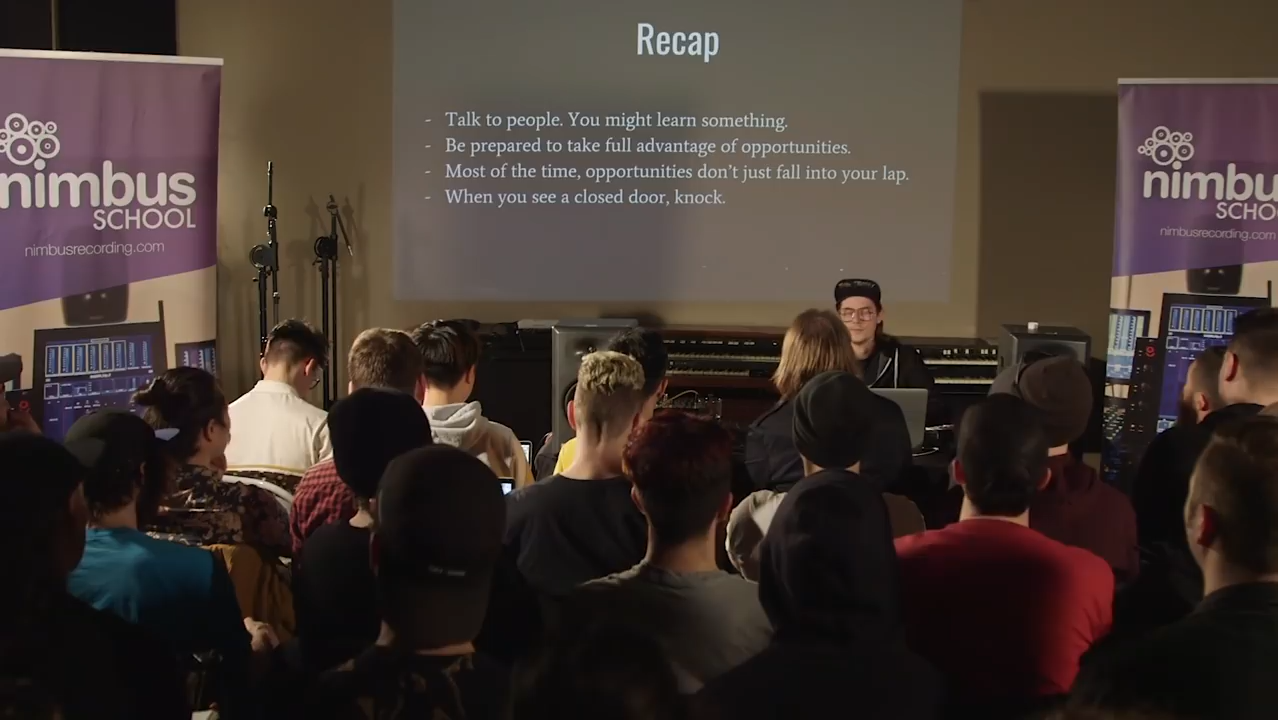 Recap
- Talk to people. You might learn something.
- Be prepared to take full advantage of opportunities.
- Most of the time, opportunities don't just fall into your lap.
- When you see a closed door, knock.
nimbus
SCHOOL
nimbusrecording.com
nimbu
SCHO
nimbusrecording.com